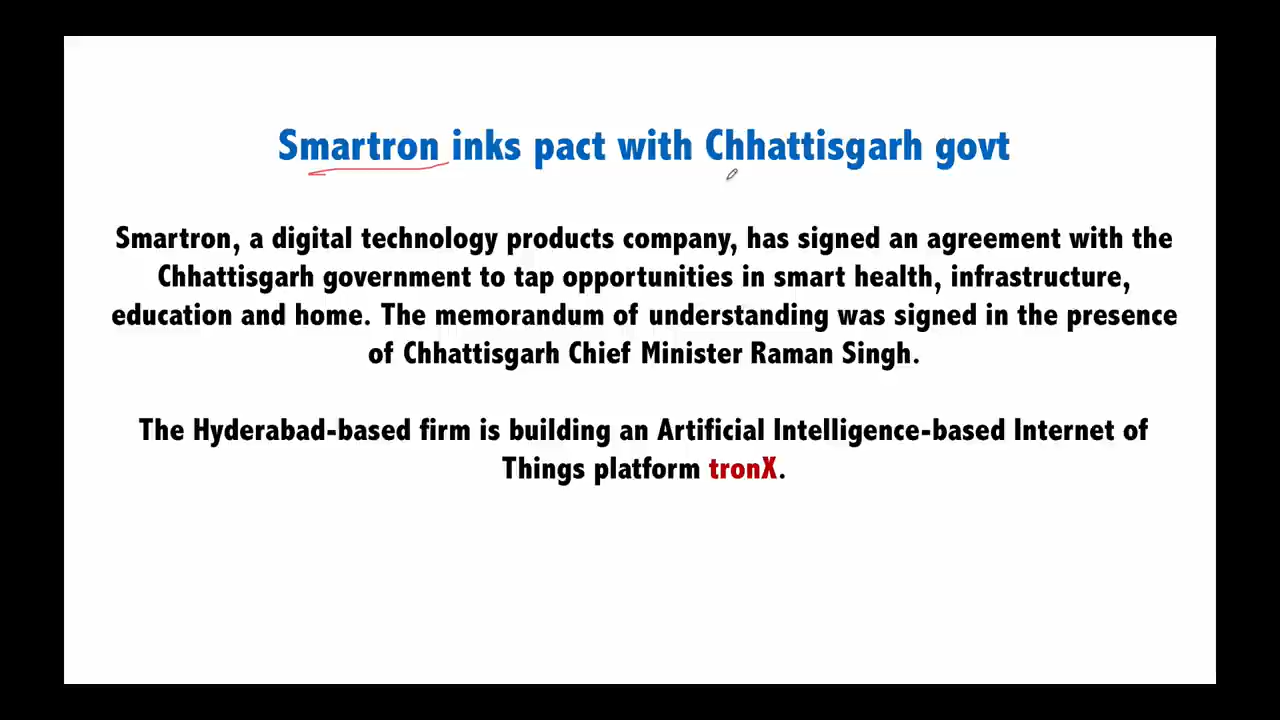 Smartron inks pact with Chhattisgarh govt
Smartron, a digital technology products company, has signed an agreement with the
Chhattisgarh government to tap opportunities in smart health, infrastructure,
education and home. The memorandum of understanding was signed in the presence
of Chhattisgarh Chief Minister Raman Singh.
The Hyderabad-based firm is building an Artificial Intelligence-based Internet of
Things platform tronX.